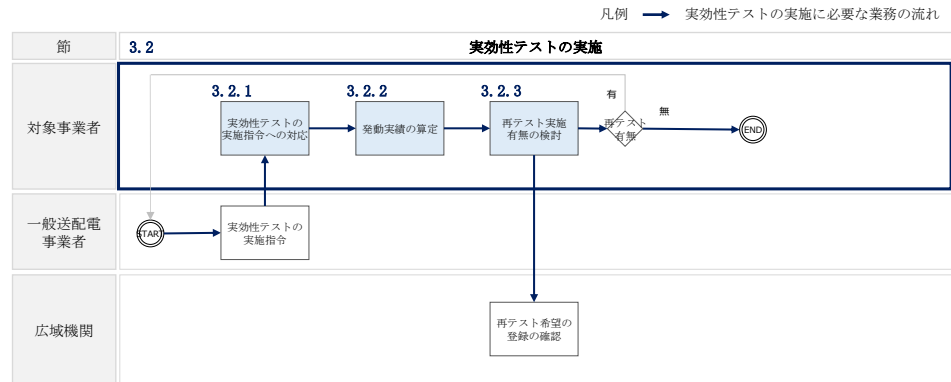 凡例 実効性テストの実施に必要な業務の流れ
節 3.2 実効性テストの実施
対象事業者
3.2.1
実効性テストの
実施指令への対応
3.2.2
発動実績の算定
3.2.3
再テスト実施
有無の検討
有
再テスト
有無
無
END
一般送配電
事業者
START
実効性テストの
実施指令
広域機関
再テスト希望の
登録の確認